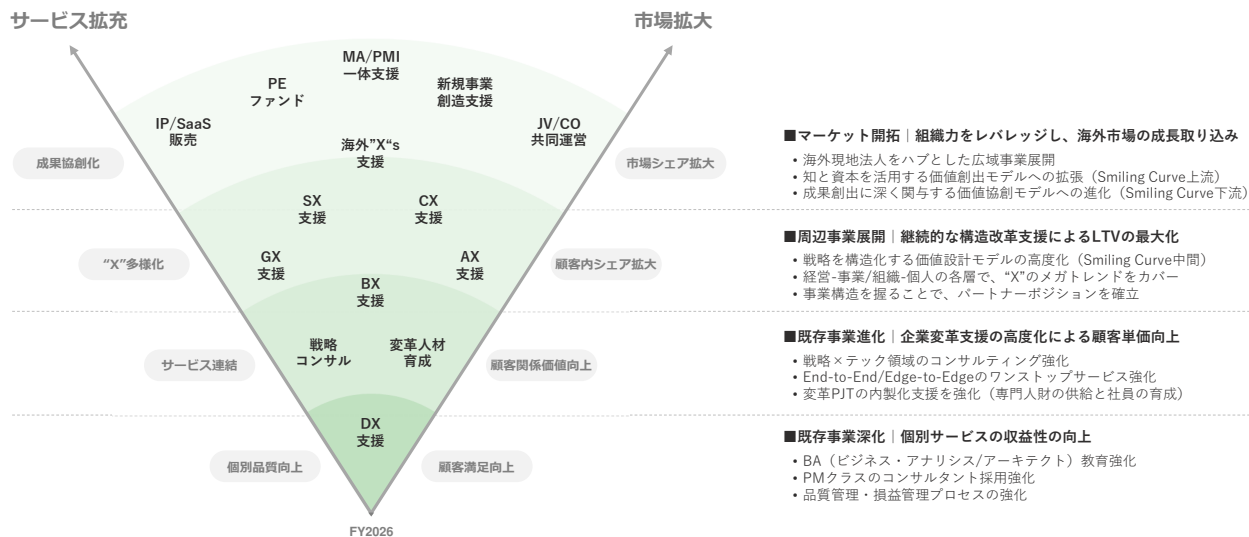 サービス拡充
市場拡大
MA/PMI
一体支援
PE
ファンド
新規事業
創造支援
IP/SaaS
販売
JV/CO
共同運営
海外”X“s
支援
成果協創化
市場シェア拡大
SX
支援
CX
支援
“X”多様化
GX
支援
AX
支援
顧客内シェア拡大
BX
支援
戦略
コンサル
変革人材
育成
サービス連結
顧客関係価値向上
DX
支援
個別品質向上
顧客満足向上
FY2026
■マーケット開拓｜組織力をレバレッジし、海外市場の成長取り込み
• 海外現地法人をハブとした広域事業展開
• 知と資本を活用する価値創出モデルへの拡張（Smiling Curve上流）
• 成果創出に深く関与する価値協創モデルへの進化（Smiling Curve下流）
■周辺事業展開｜継続的な構造改革支援によるLTVの最大化
• 戦略を構造化する価値設計モデルの高度化（Smiling Curve中間）
• 経営-事業/組織-個人の各層で、“X”のメガトレンドをカバー
• 事業構造を握ることで、パートナーポジションを確立
■既存事業進化｜企業変革支援の高度化による顧客単価向上
• 戦略×テック領域のコンサルティング強化
• End-to-End/Edge-to-Edgeのワンストップサービス強化
• 変革PJTの内製化支援を強化（専門人財の供給と社員の育成）
■既存事業深化｜個別サービスの収益性の向上
• BA（ビジネス・アナリシス/アーキテクト）教育強化
• PMクラスのコンサルタント採用強化
• 品質管理・損益管理プロセスの強化